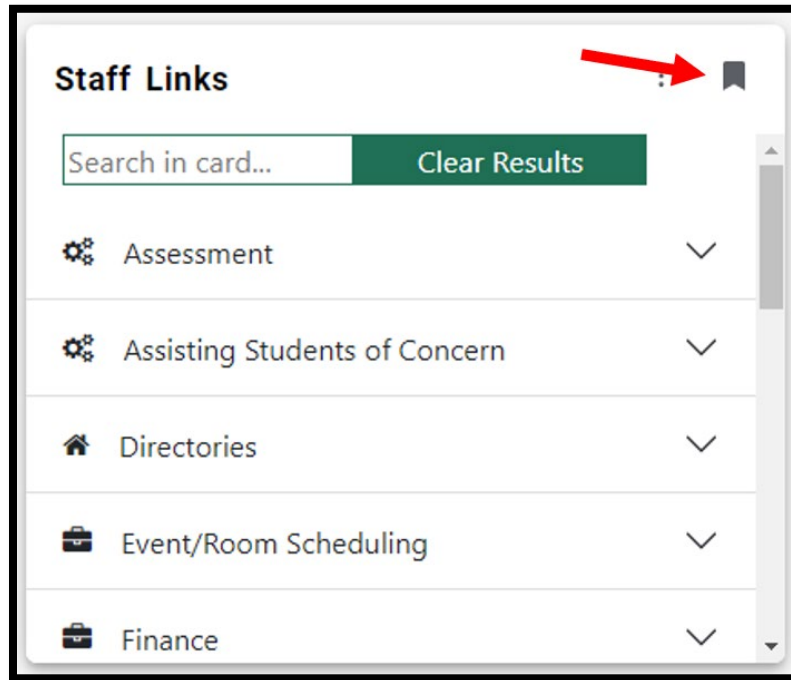 Staff Links
Search in card... Clear Results
Assessment
Assisting Students of Concern
Directories
Event/Room Scheduling
Finance